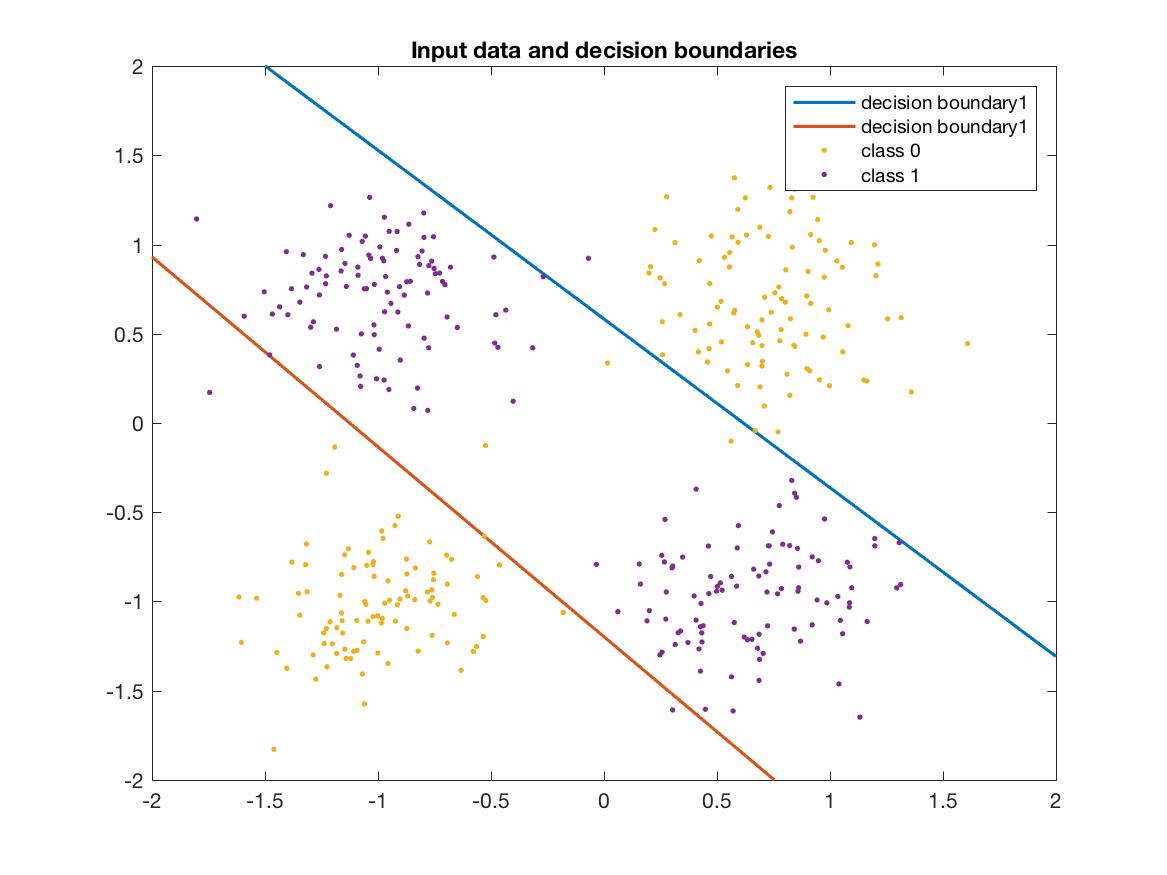 Input data and decision boundaries
2
1.5
1
0.5
0
-0.5
-1
-1.5
-2
decision boundary1
decision boundary1
class 0
class 1
-2 -1.5 -1 -0.5 0 0.5 1 1.5 2